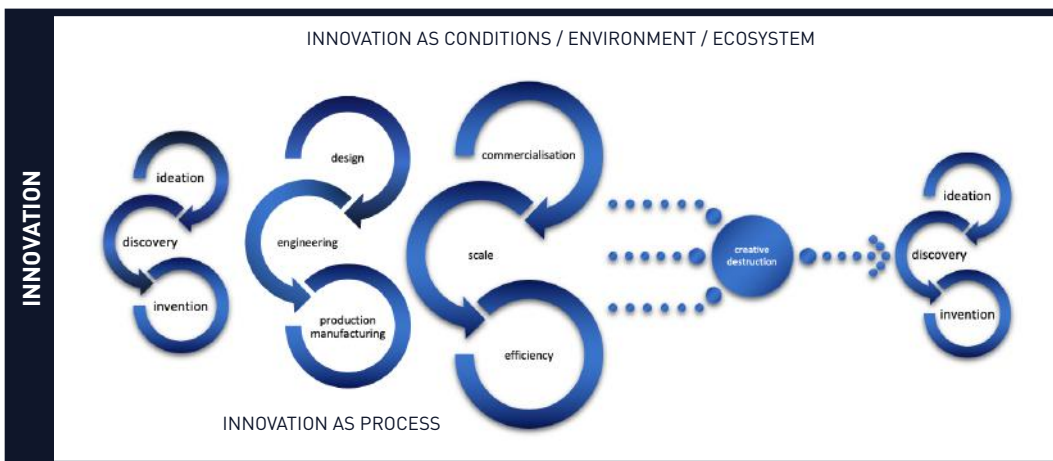 INNOVATION
INNOVATION AS CONDITIONS / ENVIRONMENT / ECOSYSTEM
ideation
discovery
invention
design
engineering
production
manufacturing
commercialisation
scale
efficiency
creative
destruction
ideation
discovery
invention
INNOVATION AS PROCESS